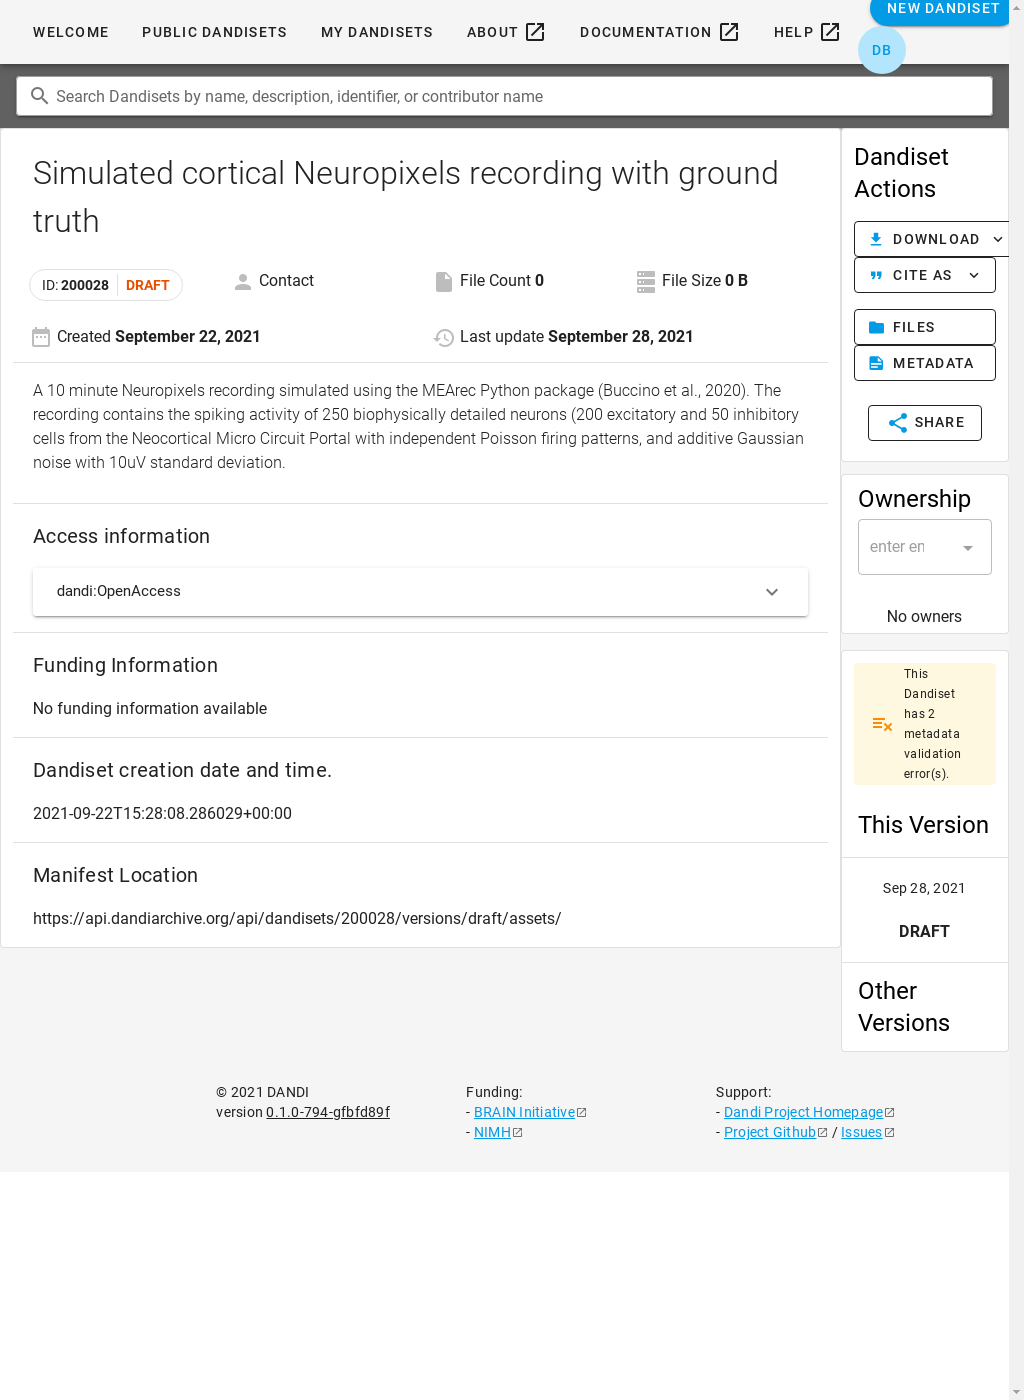 NEW DANDISET
WELCOME PUBLIC DANDISETS MY DANDISETS ABOUT DOCUMENTATION HELP
DB
Search Dandisets by name, description, identifier, or contributor name
Simulated cortical Neuropixels recording with ground
truth
ID: 200028 DRAFT
Contact
File Count 0
File Size 0 B
Created September 22, 2021
Last update September 28, 2021
A 10 minute Neuropixels recording simulated using the MEArec Python package (Buccino et al., 2020). The
recording contains the spiking activity of 250 biophysically detailed neurons (200 excitatory and 50 inhibitory
cells from the Neocortical Micro Circuit Portal with independent Poisson firing patterns, and additive Gaussian
noise with 10uV standard deviation.
Access information
dandi:OpenAccess
Funding Information
No funding information available
Dandiset creation date and time.
2021-09-22T15:28:08.286029+00:00
Manifest Location
https://api.dandiarchive.org/api/dandisets/200028/versions/draft/assets/
Dandiset
Actions
DOWNLOAD
CITE AS
FILES
METADATA
SHARE
Ownership
enter en
No owners
This
Dandiset
has 2
metadata
validation
error(s).
This Version
Sep 28, 2021
DRAFT
Other
Versions
© 2021 DANDI
version 0.1.0-794-gfbfd89f
Funding:
- BRAIN Initiative
- NIMH
Support:
- Dandi Project Homepage
- Project Github / Issues